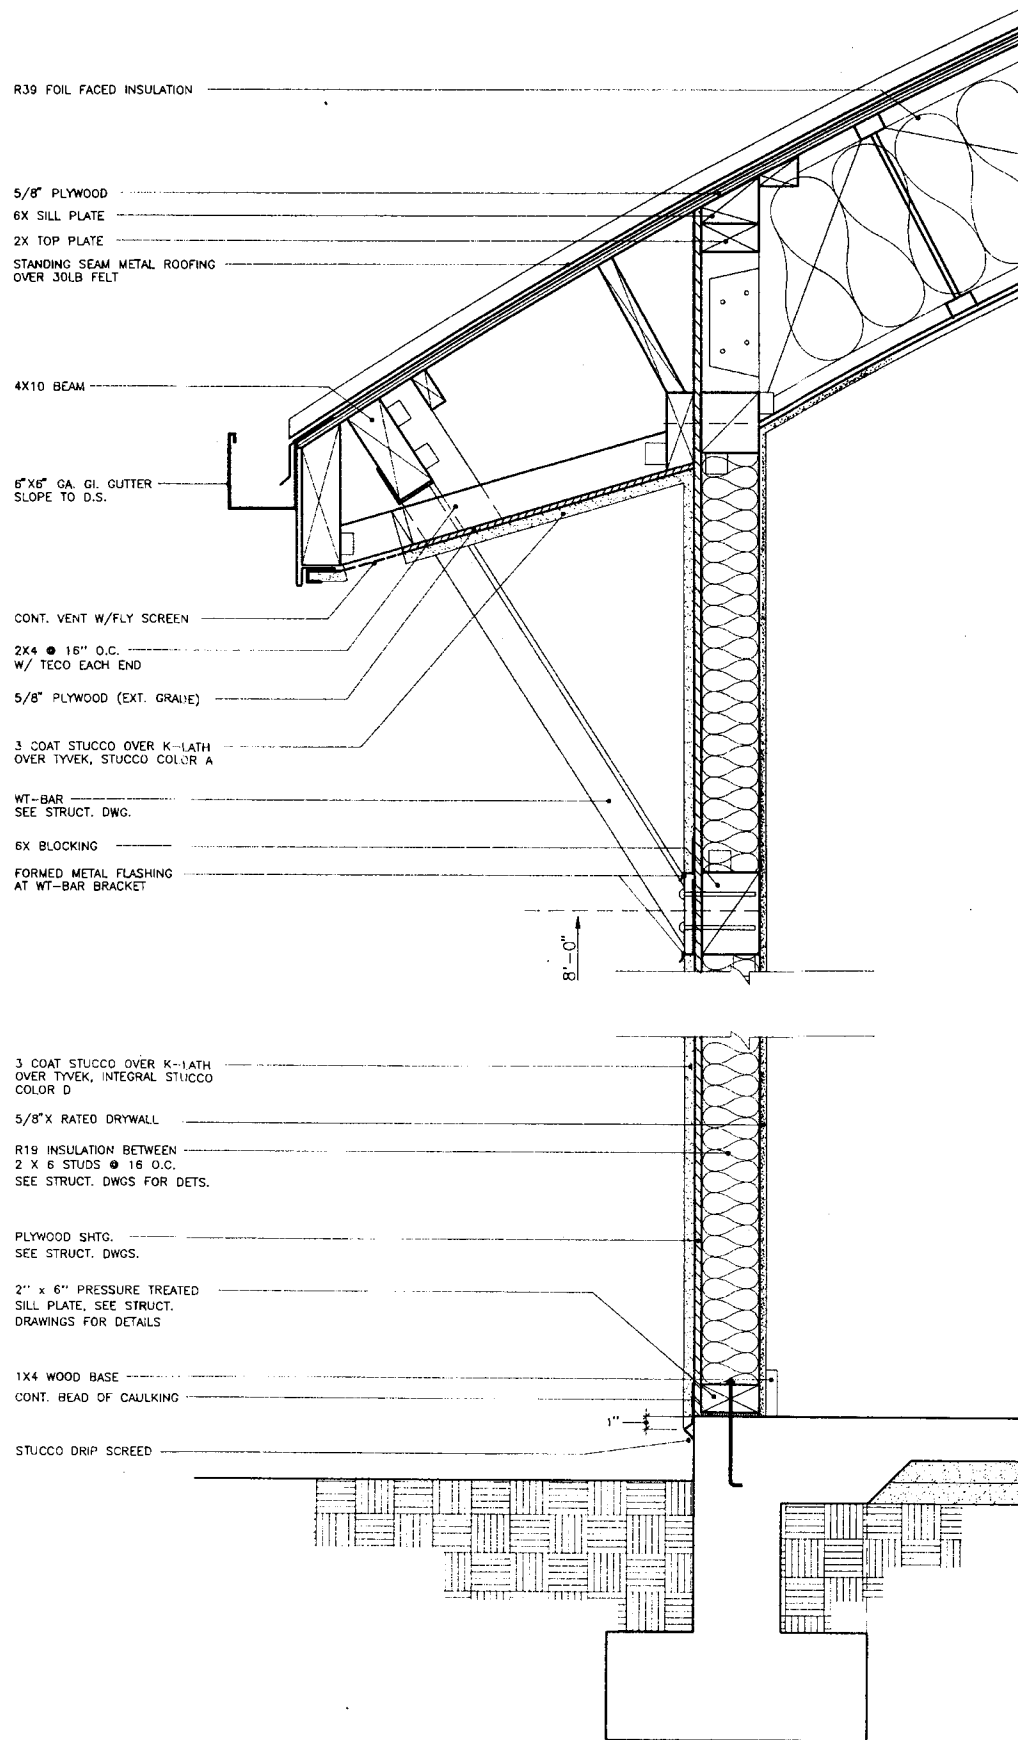 R39 FOIL FACED INSULATION
5/8" PLYWOOD
6X SILL PLATE
2X TOP PLATE
STANDING SEAM METAL ROOFING
OVER 30LB FELT
4X10 BEAM
6"X6" GA. GI. GUTTER
SLOPE TO D.S.
CONT. VENT W/FLY SCREEN
2X4 @ 16" O.C.
W/ TECO EACH END
5/8" PLYWOOD (EXT. GRADE)
3 COAT STUCCO OVER K-LATH
OVER TYVEK, STUCCO COLOR A
WT-BAR
SEE STRUCT. DWG.
6X BLOCKING
FORMED METAL FLASHING
AT WT-BAR BRACKET
8'-0"
3 COAT STUCCO OVER K-LATH
OVER TYVEK, INTEGRAL STUCCO
COLOR D
5/8"X RATED DRYWALL
R19 INSULATION BETWEEN
2 X 6 STUDS @ 16 O.C.
SEE STRUCT. DWGS FOR DETS.
PLYWOOD SHTG.
SEE STRUCT. DWGS.
2" x 6" PRESSURE TREATED
SILL PLATE, SEE STRUCT.
DRAWINGS FOR DETAILS
1X4 WOOD BASE
CONT. BEAD OF CAULKING
1"
STUCCO DRIP SCREED